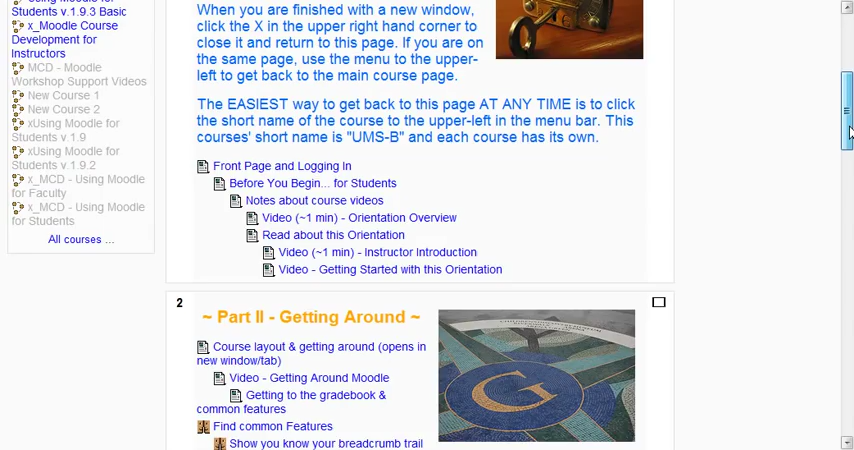 Using Moodle for
Students v.1.9.3 Basic
x_Moodle Course
Development for
Instructors
MCD - Moodle
Workshop Support Videos
New Course 1
New Course 2
xUsing Moodle for
Students v.1.9
xUsing Moodle for
Students v.1.9.2
x_MCD - Using Moodle
for Faculty
x_MCD - Using Moodle
for Students
All courses ...
When you are finished with a new window,
click the X in the upper right hand corner to
close it and return to this page. If you are on
the same page, use the menu to the upper-
left to get back to the main course page.
The EASIEST way to get back to this page AT ANY TIME is to click
the short name of the course to the upper-left in the menu bar. This
courses' short name is "UMS-B" and each course has its own.
Front Page and Logging In
Before You Begin... for Students
Notes about course videos
Video (~1 min) - Orientation Overview
Read about this Orientation
Video (~1 min) - Instructor Introduction
Video - Getting Started with this Orientation
2
~ Part II - Getting Around ~
Course layout & getting around (opens in
new window/tab)
Video - Getting Around Moodle
Getting to the gradebook &
common features
Find common Features
Show you know your breadcrumb trail
G